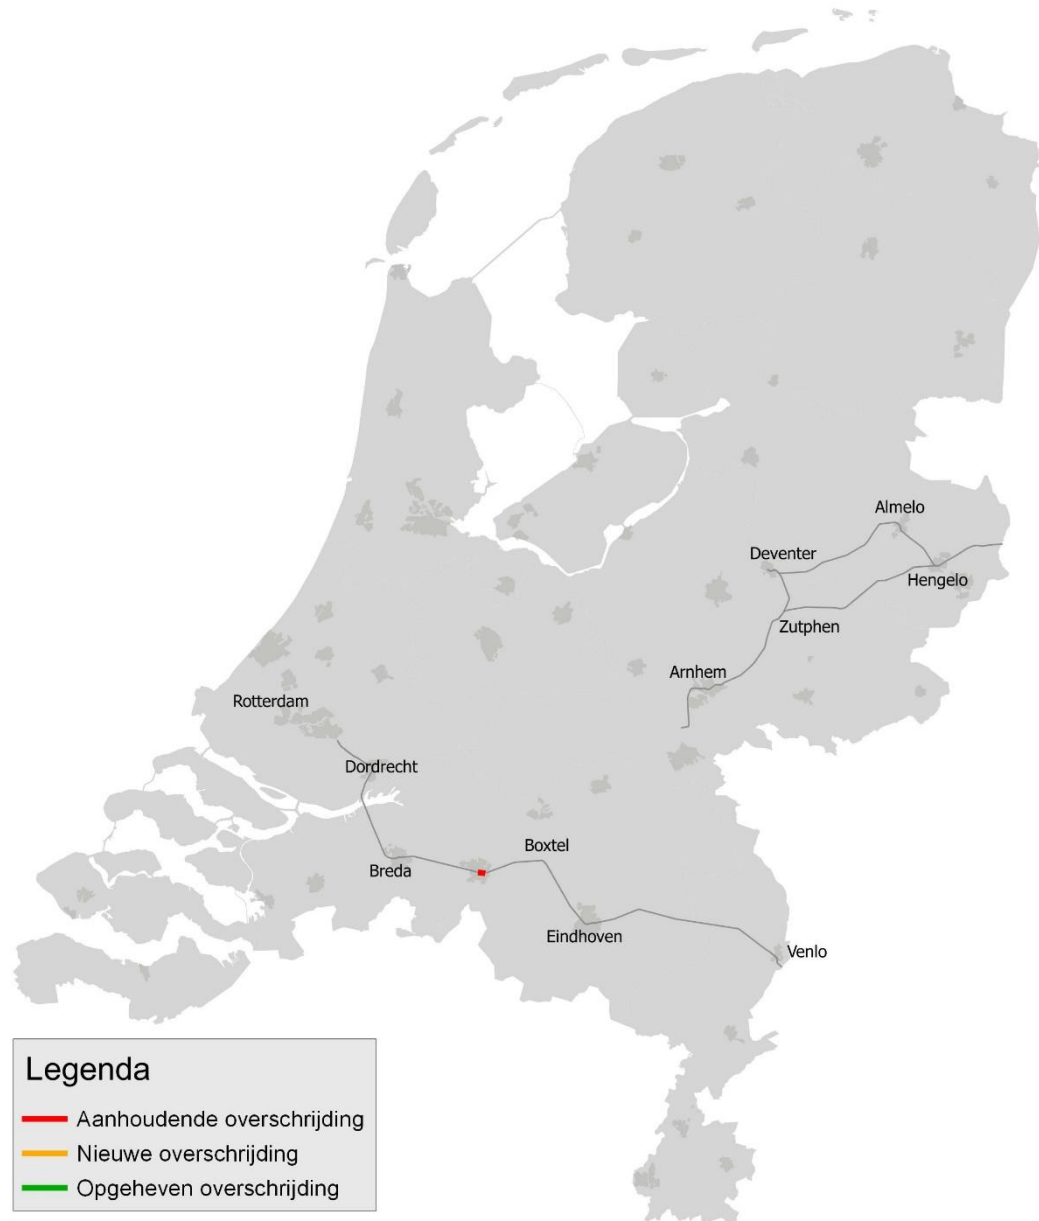 Almelo
Deventer
Hengelo
Zutphen
Arnhem
Rotterdam
Dordrecht
Boxtel
Breda
Eindhoven
Venlo
Legenda
Aanhoudende overschrijding
Nieuwe overschrijding
Opgeheven overschrijding